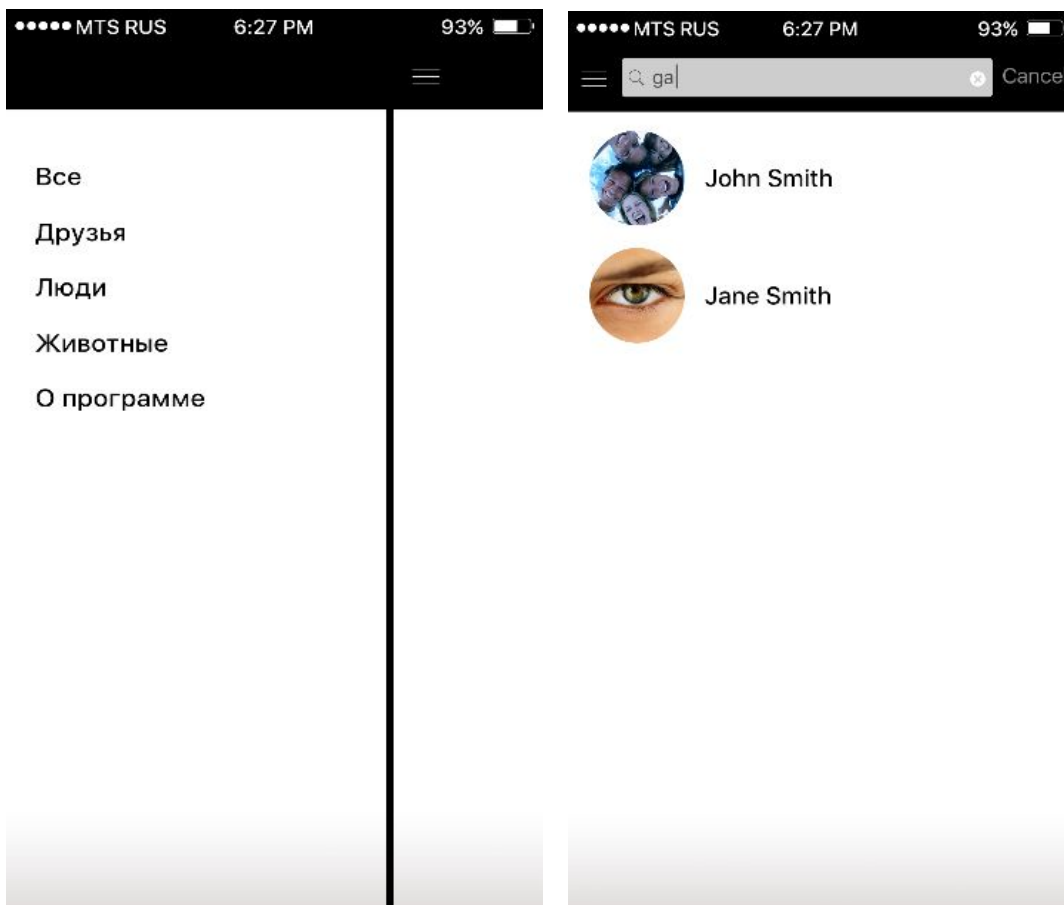 MTS RUS 6:27 PM 93%
Все
Друзья
Люди
Животные
О программе
MTS RUS 6:27 PM 93%
ga Cance
John Smith
Jane Smith